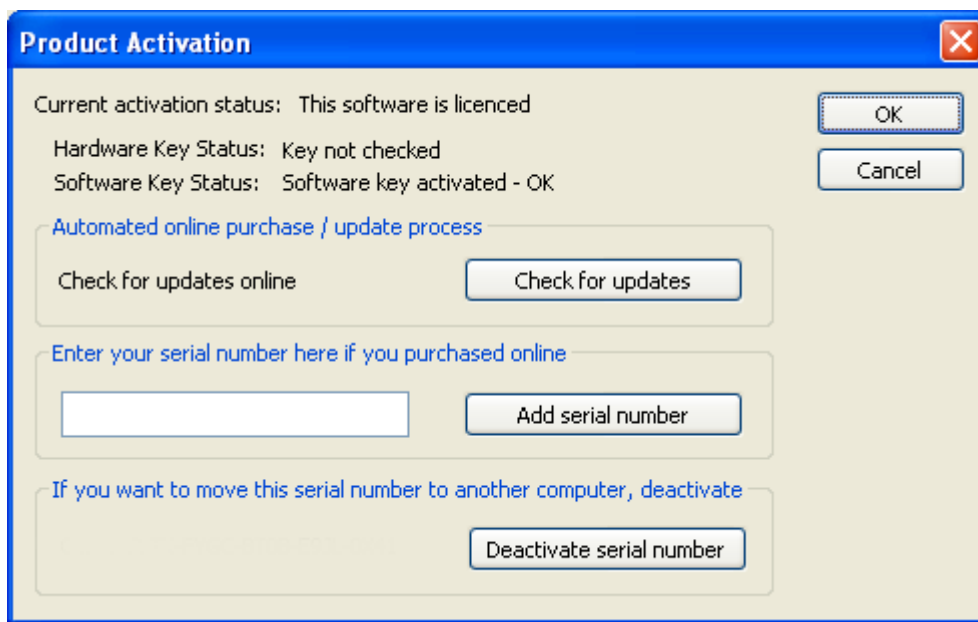 Product Activation
Current activation status: This software is licenced
OK
Hardware Key Status: Key not checked
Software Key Status: Software key activated - OK
Cancel
Automated online purchase / update process
Check for updates online
Check for updates
Enter your serial number here if you purchased online
Add serial number
If you want to move this serial number to another computer, deactivate
Deactivate serial number